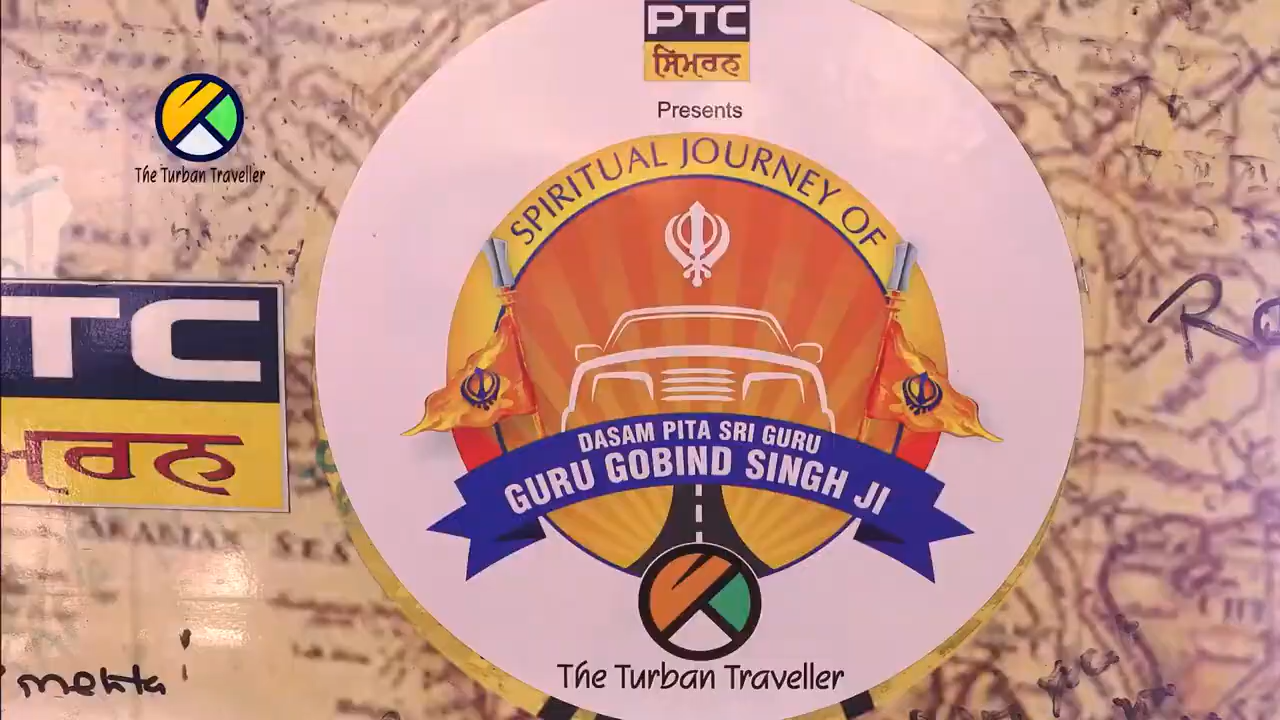 PTC
ਸਿਮਰਨ
Presents
The Turban Traveller
SPIRITUAL JOURNEY OF
DASAM PITA SRI GURU
GURU GOBIND SINGH JI
The Turban Traveller
TC
ਮਰਨ
ARABIAN SEA
mehta